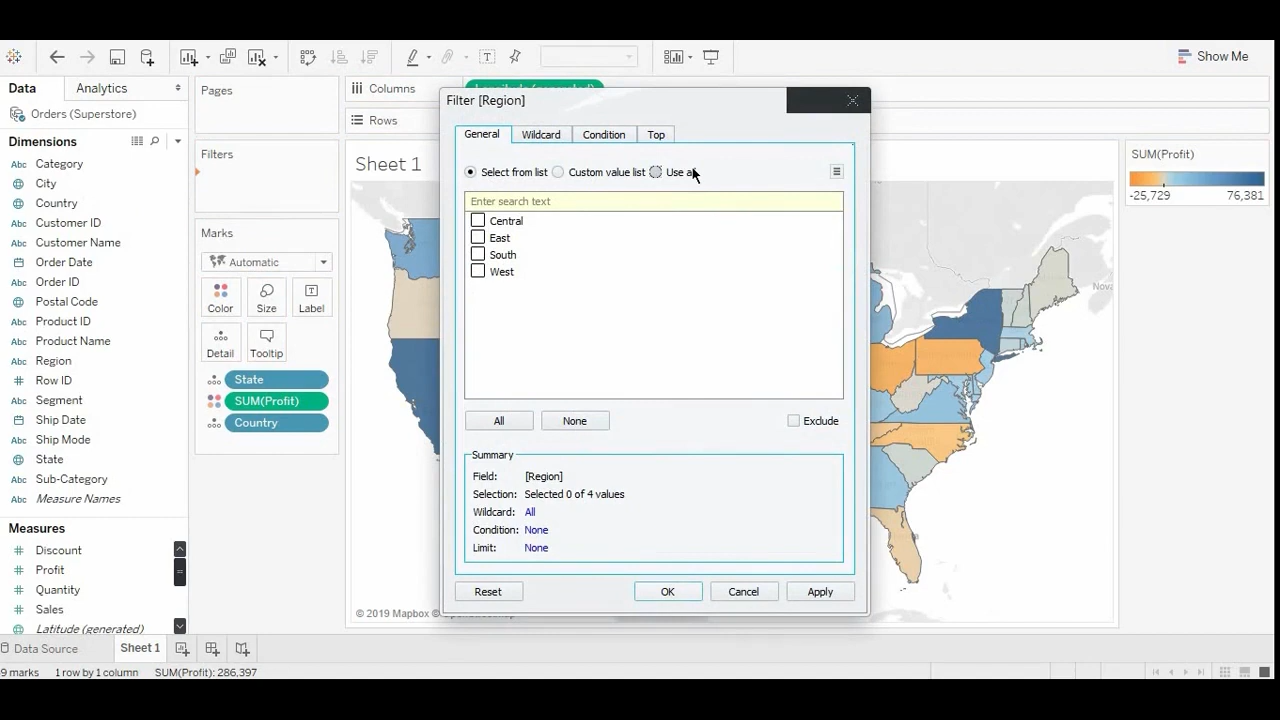 Show Me
Data
Analytics
Orders (Superstore)
Dimensions
Abc Category
City
Country
Abc Customer ID
Abc Customer Name
Order Date
Abc Order ID
Postal Code
Abc Product ID
Abc Product Name
Abc Region
# Row ID
Abc Segment
Ship Date
Abc Ship Mode
State
Abc Sub-Category
Abc Measure Names
Measures
# Discount
# Profit
# Quantity
# Sales
Latitude (generated)
Data Source
Sheet 1
9 marks
1 row by 1 column
SUM(Profit): 286,397
Pages
Filters
Marks
Automatic
Color
Size
Label
Detail
Tooltip
State
SUM(Profit)
Country
Columns
Rows
Sheet 1
© 2019 Mapbox ©
Filter [Region]
General
Wildcard
Condition
Top
Select from list
Custom value list
Use
Enter search text
Central
East
South
West
All
None
Exclude
Summary
Field: [Region]
Selection: Selected 0 of 4 values
Wildcard: All
Condition: None
Limit: None
Reset
OK
Cancel
Apply
SUM(Profit)
-25,729
76,381